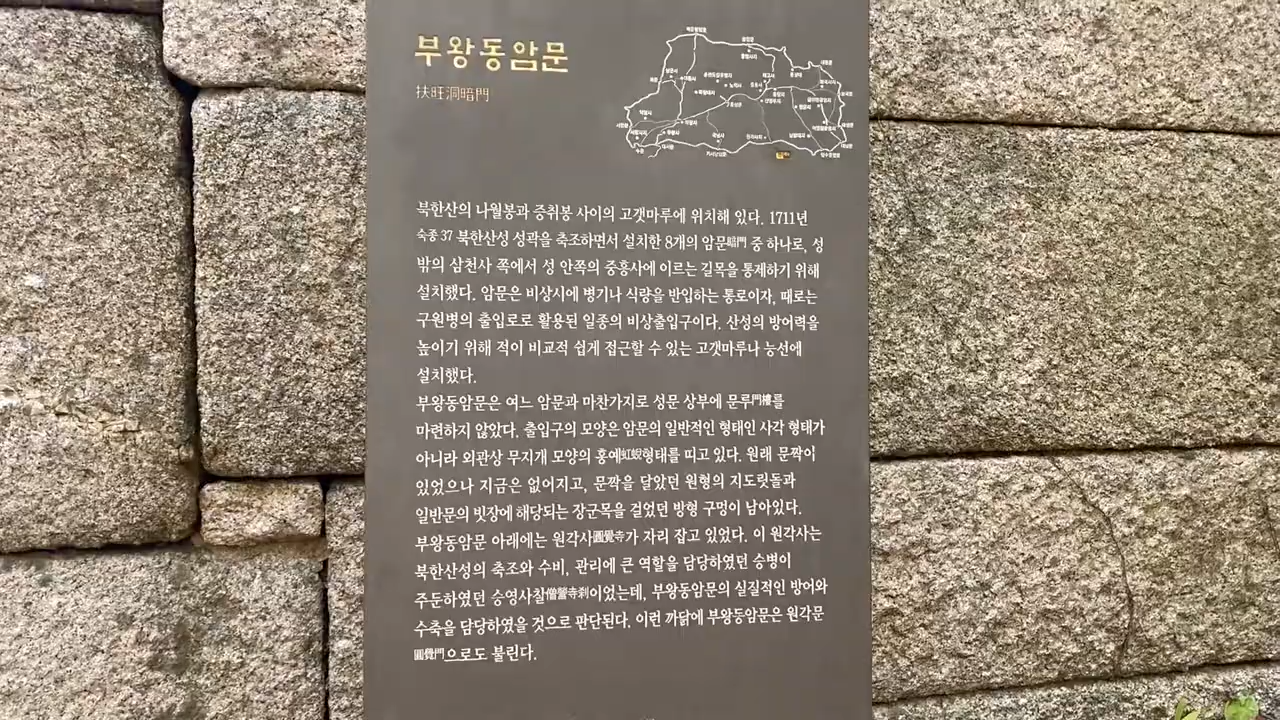 부왕동암문
扶旺洞暗門
북한산의 나월봉과 증취봉 사이의 고갯마루에 위치해 있다. 1711년
숙종 37 북한산성 성곽을 축조하면서 설치한 8개의 암문暗門 중 하나로, 성
밖의 삼천사 쪽에서 성 안쪽의 중흥사에 이르는 길목을 통제하기 위해
설치했다. 암문은 비상시에 병기나 식량을 반입하는 통로이자, 때로는
구원병의 출입로로 활용된 일종의 비상출입구이다. 산성의 방어력을
높이기 위해 적이 비교적 쉽게 접근할 수 있는 고갯마루나 능선에
설치했다.
부왕동암문은 여느 암문과 마찬가지로 성문 상부에 문루門樓를
마련하지 않았다. 출입구의 모양은 암문의 일반적인 형태인 사각 형태가
아니라 외관상 무지개 모양의 홍예虹蜺형태를 띠고 있다. 원래 문짝이
있었으나 지금은 없어지고, 문짝을 달았던 원형의 지도릿돌과
일반문의 빗장에 해당되는 장군목을 걸었던 방형 구멍이 남아있다.
부왕동암문 아래에는 원각사圓覺寺가 자리 잡고 있었다. 이 원각사는
북한산성의 축조와 수비, 관리에 큰 역할을 담당하였던 승병이
주둔하였던 승영사찰僧營寺刹이었는데, 부왕동암문의 실질적인 방어와
수축을 담당하였을 것으로 판단된다. 이런 까닭에 부왕동암문은 원각문
圓覺門으로도 불린다.